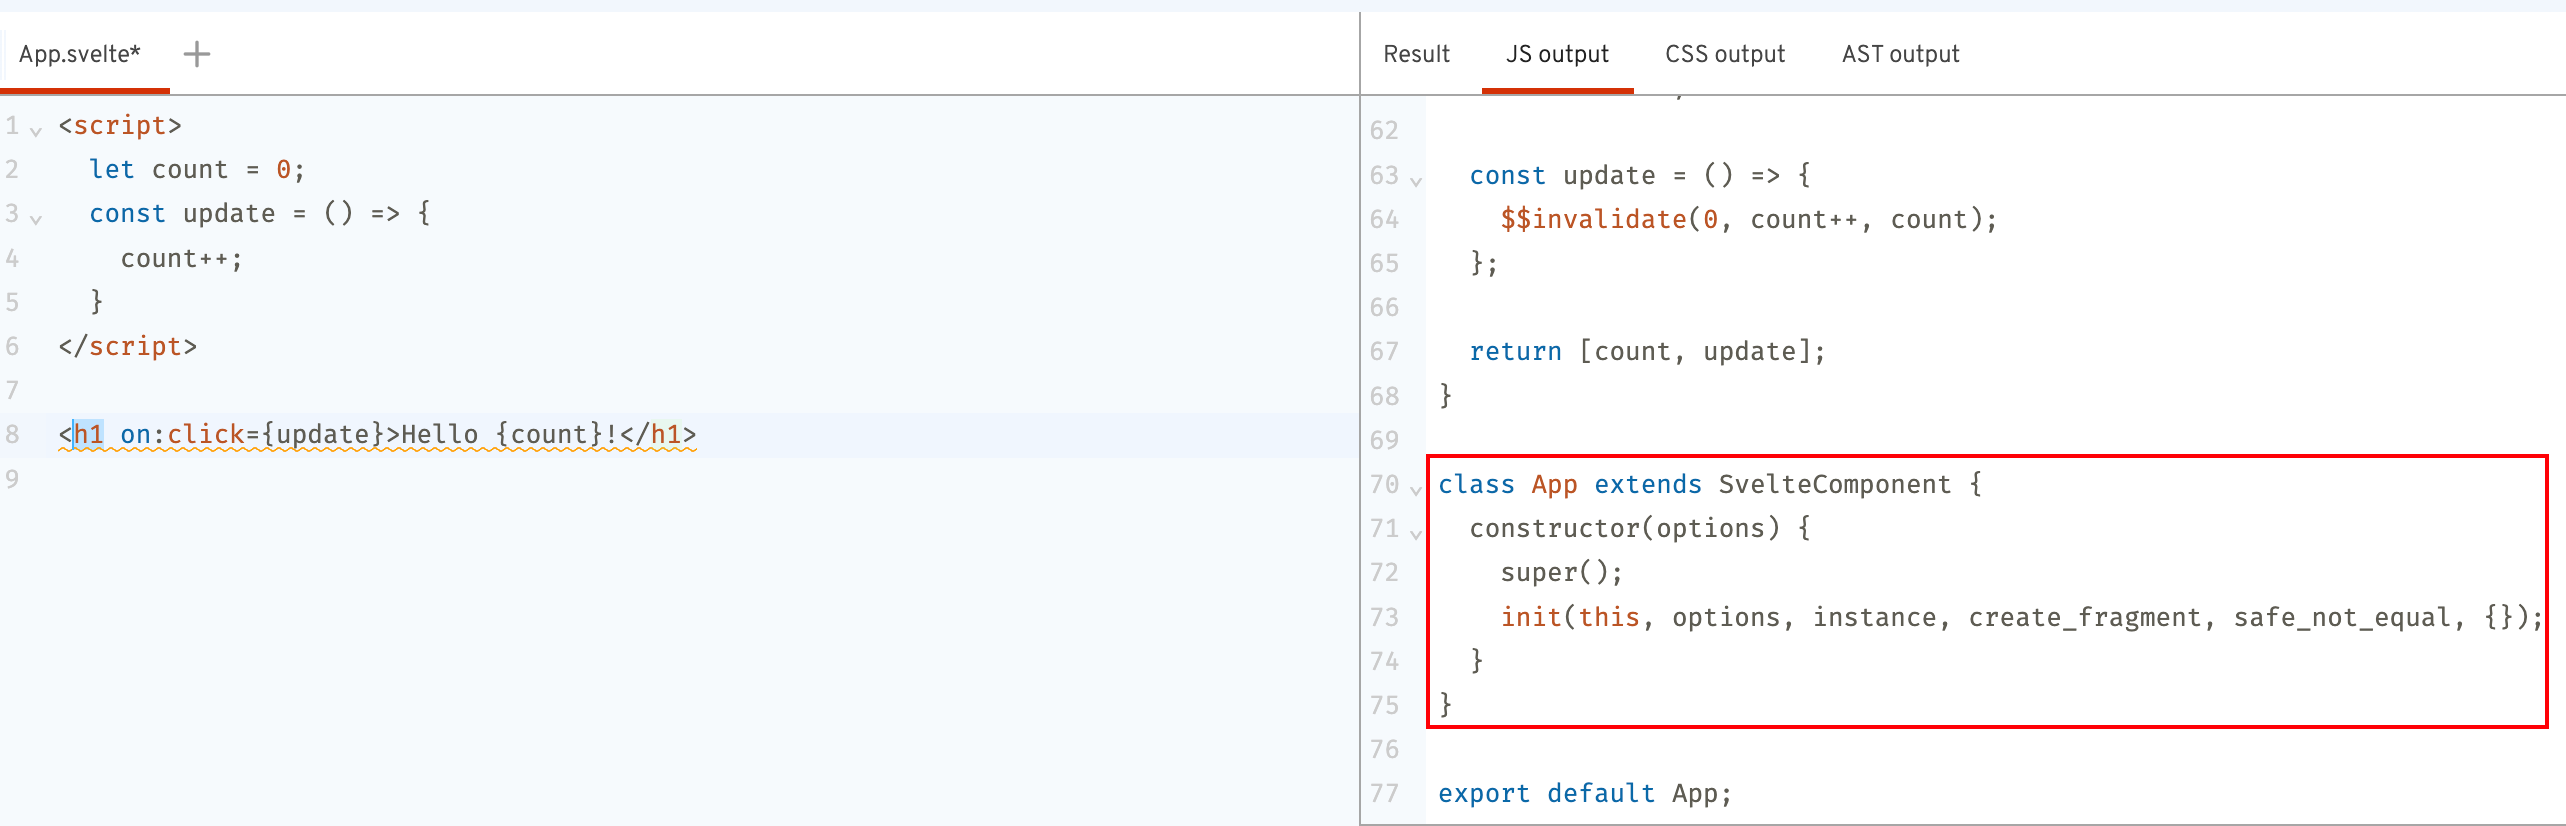 App.svelte*
Result JS output CSS output AST output
1 <script>
2   let count = 0;
3   const update = () => {
4     count++;
5   }
6 </script>
7
8 <h1 on:click={update}>Hello {count}!</h1>
9
62
63   const update = () => {
64     $$invalidate(0, count++, count);
65   };
66
67   return [count, update];
68 }
69
70 class App extends SvelteComponent {
71   constructor(options) {
72     super();
73     init(this, options, instance, create_fragment, safe_not_equal, {});
74   }
75 }
76
77 export default App;